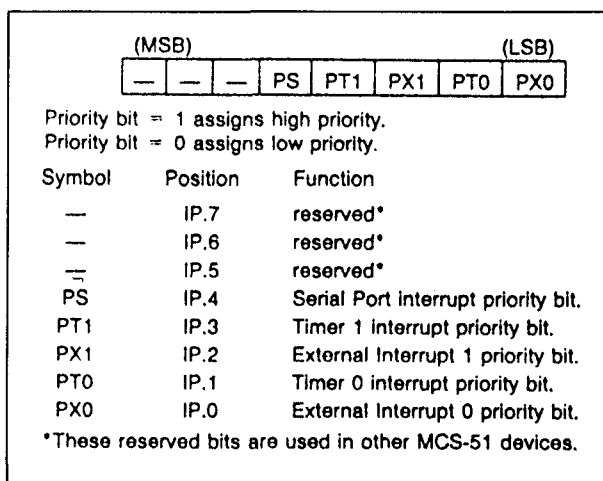 (MSB) (LSB)
— — — PS PT1 PX1 PT0 PX0
Priority bit = 1 assigns high priority.
Priority bit = 0 assigns low priority.
Symbol Position Function
— IP.7 reserved*
— IP.6 reserved*
— IP.5 reserved*
PS IP.4 Serial Port interrupt priority bit.
PT1 IP.3 Timer 1 interrupt priority bit.
PX1 IP.2 External Interrupt 1 priority bit.
PT0 IP.1 Timer 0 interrupt priority bit.
PX0 IP.0 External Interrupt 0 priority bit.
*These reserved bits are used in other MCS-51 devices.